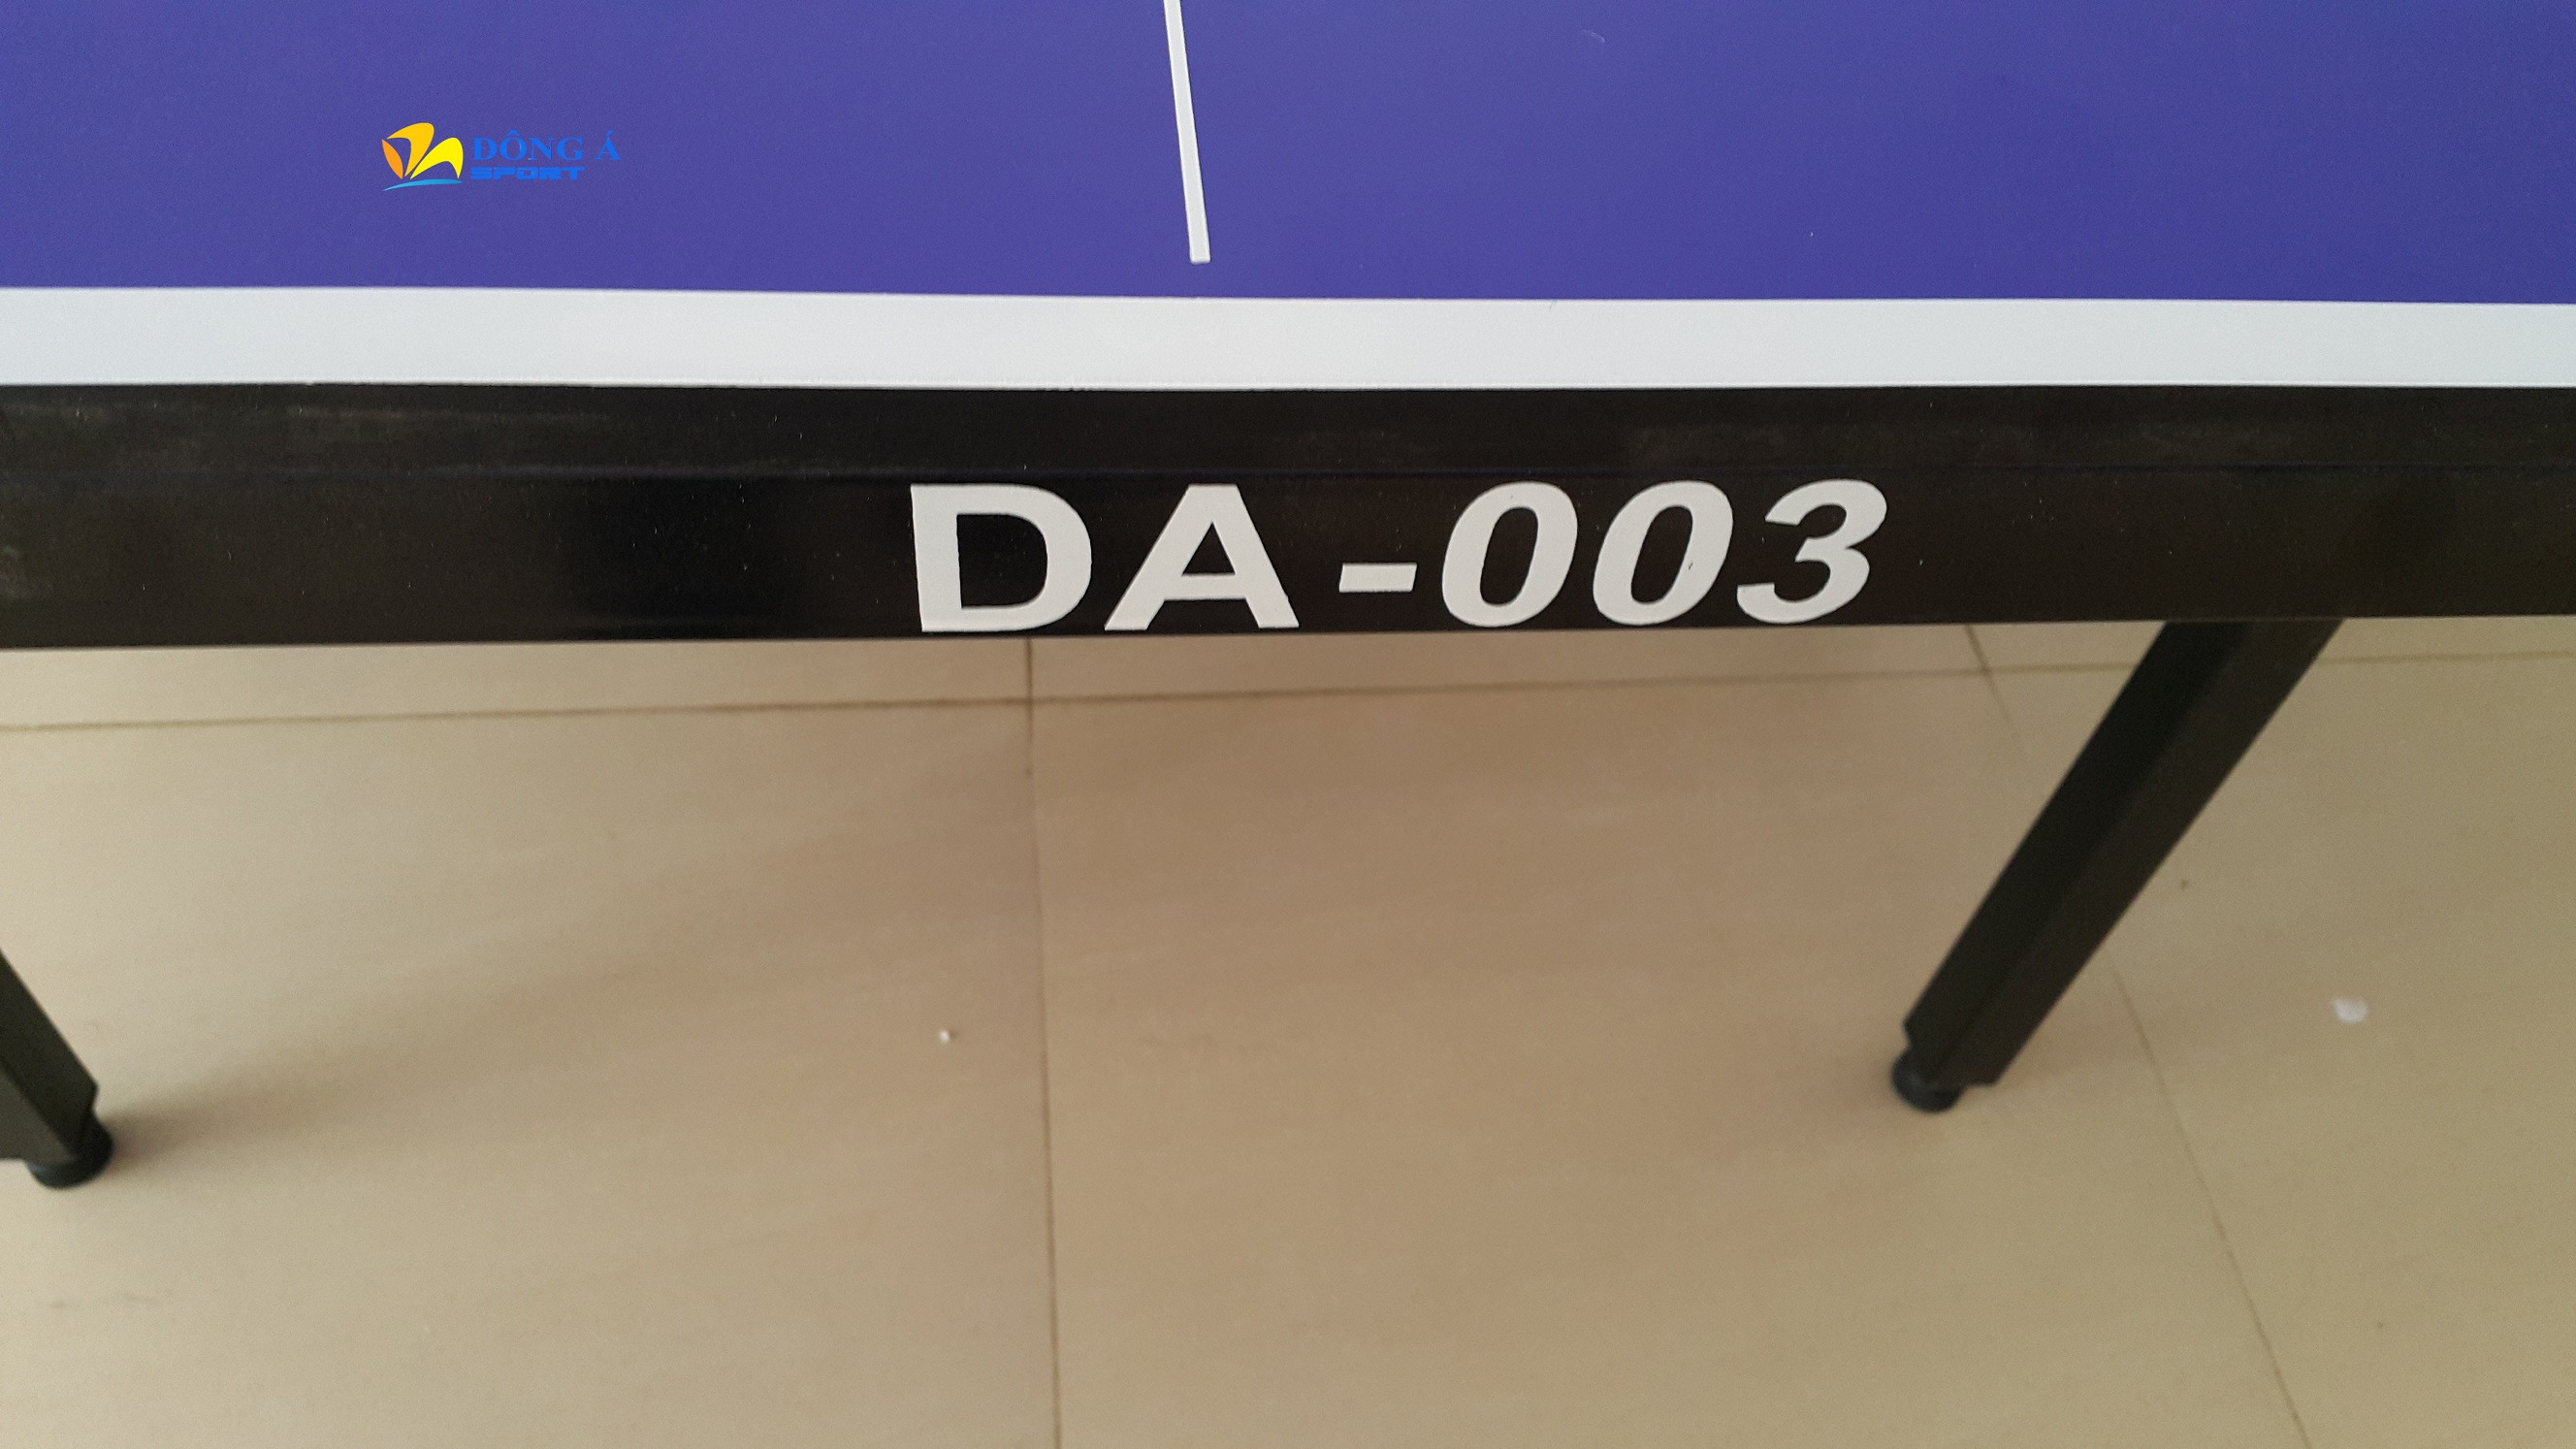 ĐÔNG Á
SPORT
DA-003